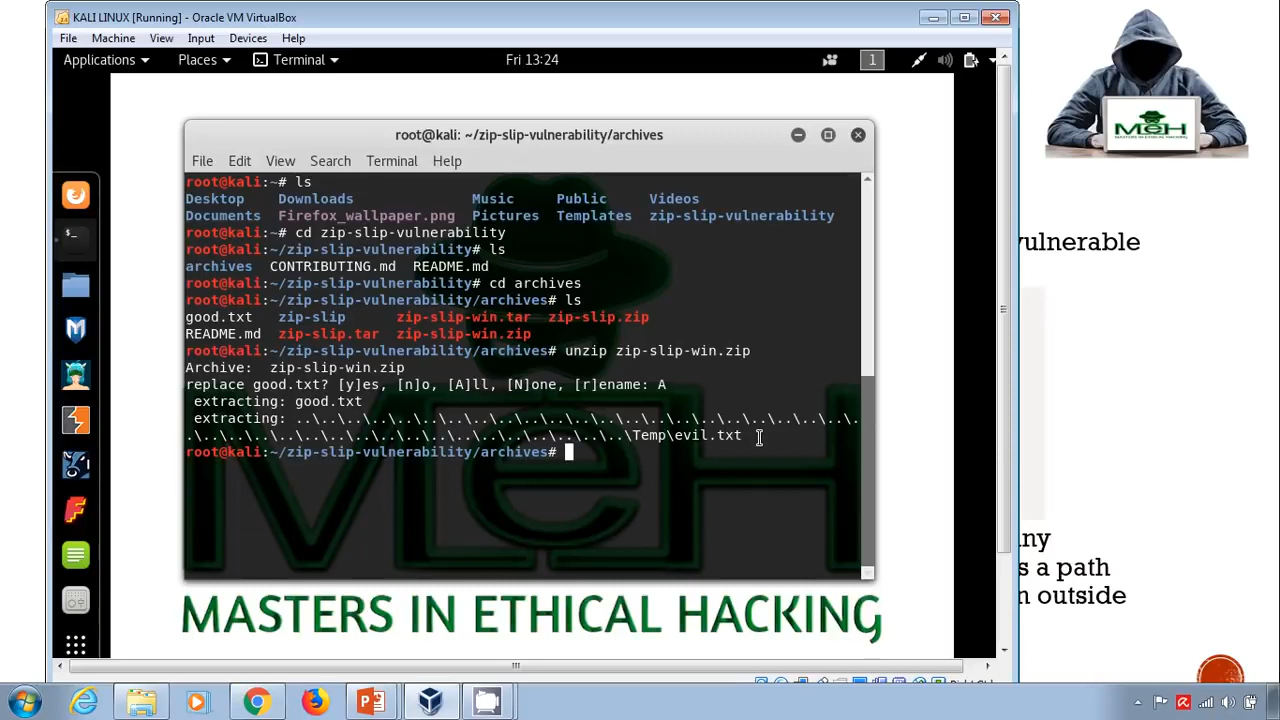 KALI LINUX [Running] - Oracle VM VirtualBox
File Machine View Input Devices Help
Applications Places Terminal Fri 13:24 1
root@kali: ~/zip-slip-vulnerability/archives
File Edit View Search Terminal Help
root@kali:~# ls
Desktop Downloads Music Public Videos
Documents Firefox_wallpaper.png Pictures Templates zip-slip-vulnerability
root@kali:~# cd zip-slip-vulnerability
root@kali:~/zip-slip-vulnerability# ls
archives CONTRIBUTING.md README.md
root@kali:~/zip-slip-vulnerability# cd archives
root@kali:~/zip-slip-vulnerability/archives# ls
good.txt zip-slip zip-slip-win.tar zip-slip.zip
README.md zip-slip.tar zip-slip-win.zip
root@kali:~/zip-slip-vulnerability/archives# unzip zip-slip-win.zip
Archive: zip-slip-win.zip
replace good.txt? [y]es, [n]o, [A]ll, [N]one, [r]ename: A
extracting: good.txt
extracting: ..\..\..\..\..\..\..\..\..\..\..\..\..\..\..\..\..\..\..\..\..\..\.
.\..\..\..\..\..\..\..\..\..\..\..\..\..\..\..\..\..\Temp\evil.txt
root@kali:~/zip-slip-vulnerability/archives#
MeH
MASTERS IN ETHICAL HACKING
MeH
vulnerable
ny
s a path
n outside